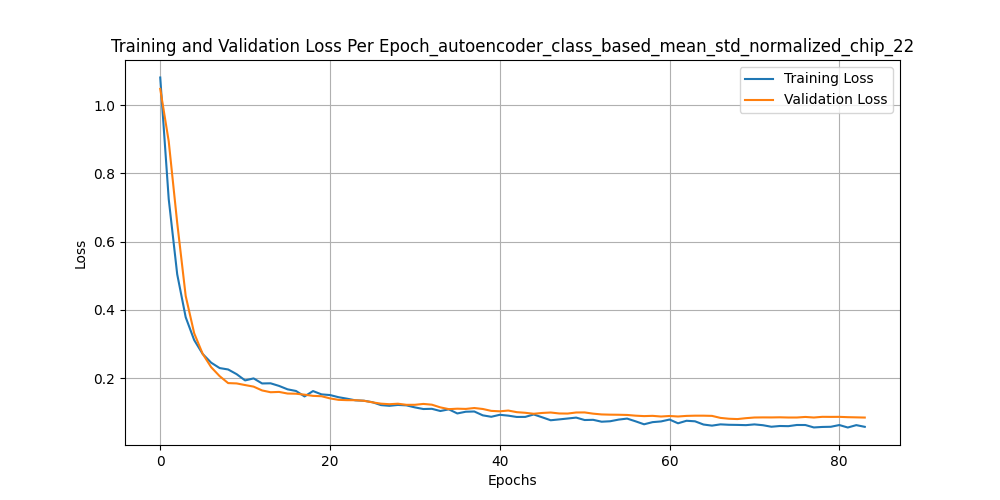 Training and Validation Loss Per Epoch_autoencoder_class_based_mean_std_normalized_chip_22
Training Loss
Validation Loss
1.0
0.8
0.6
0.4
0.2
Loss
0
20
40
60
80
Epochs